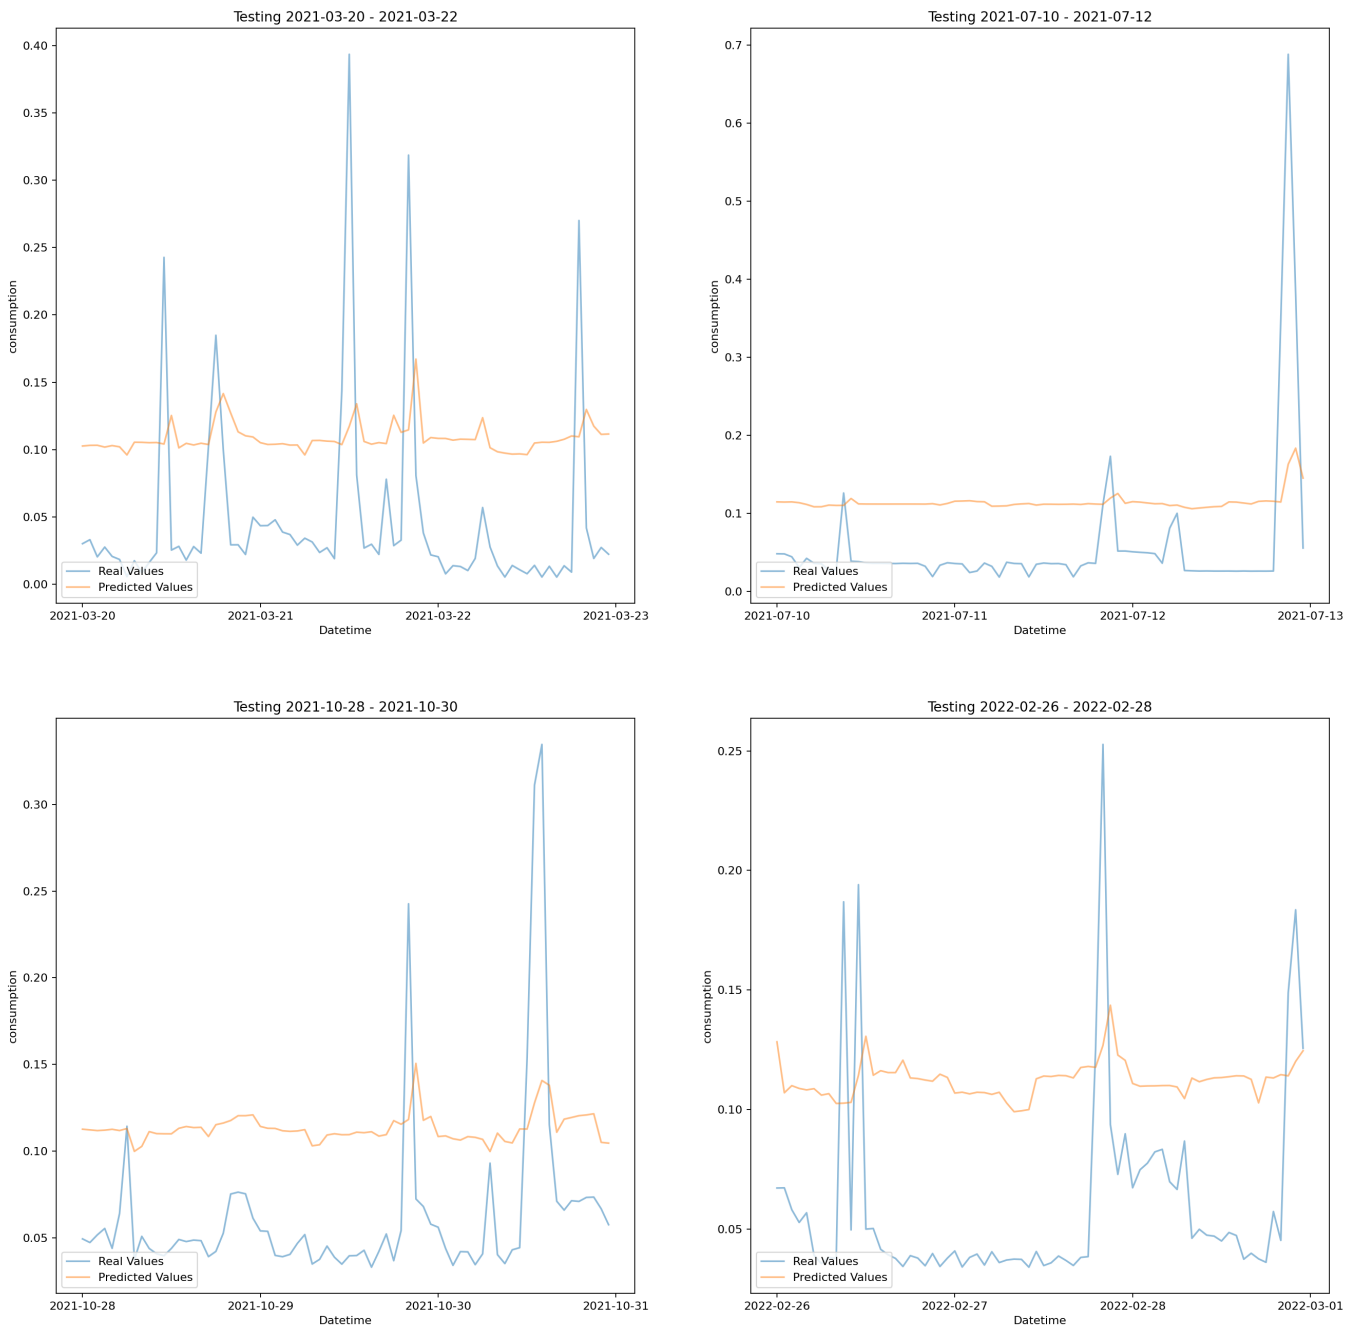 Testing 2021-03-20 - 2021-03-22
0.40
0.35
0.30
0.25
0.20
0.15
0.10
0.05
0.00
consumption
Real Values
Predicted Values
2021-03-20
2021-03-21
2021-03-22
2021-03-23
Datetime
Testing 2021-07-10 - 2021-07-12
0.7
0.6
0.5
0.4
0.3
0.2
0.1
0.0
consumption
Real Values
Predicted Values
2021-07-10
2021-07-11
2021-07-12
2021-07-13
Datetime
Testing 2021-10-28 - 2021-10-30
0.30
0.25
0.20
0.15
0.10
0.05
consumption
Real Values
Predicted Values
2021-10-28
2021-10-29
2021-10-30
2021-10-31
Datetime
Testing 2022-02-26 - 2022-02-28
0.25
0.20
0.15
0.10
0.05
consumption
Real Values
Predicted Values
2022-02-26
2022-02-27
2022-02-28
2022-03-01
Datetime